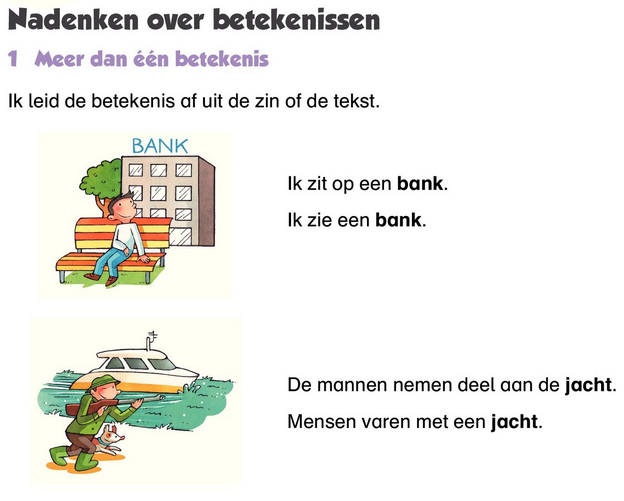 Nadenken over betekenissen
1 Meer dan één betekenis
Ik leid de betekenis af uit de zin of de tekst.
BANK
Ik zit op een bank.
Ik zie een bank.
De mannen nemen deel aan de jacht.
Mensen varen met een jacht.